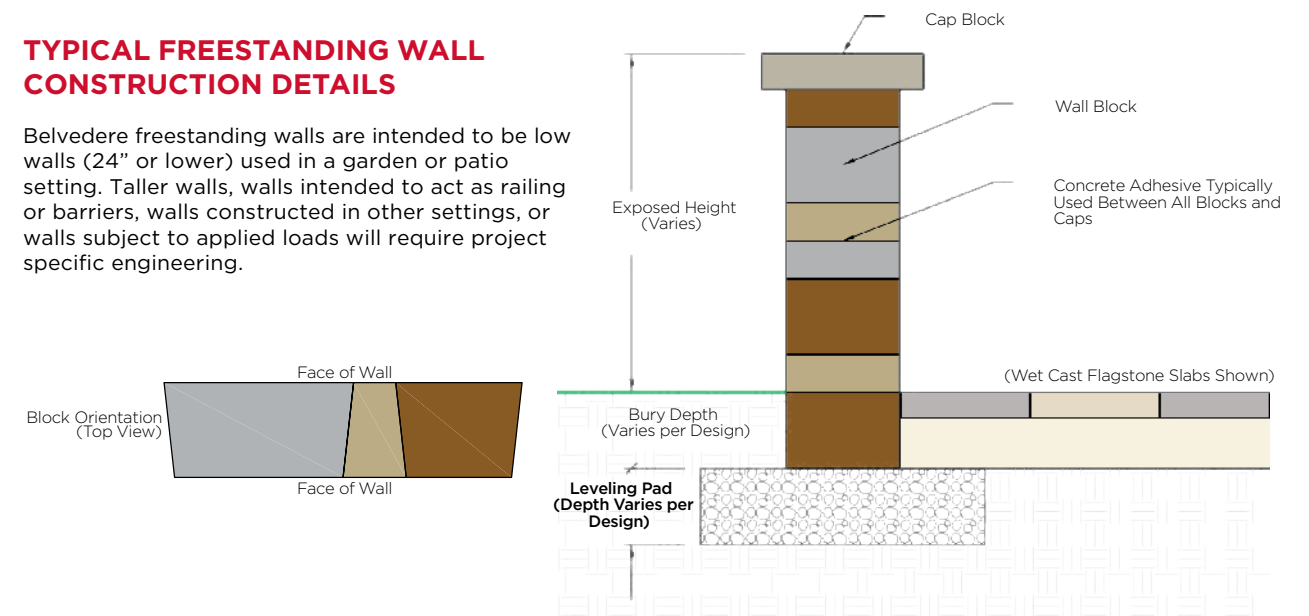 TYPICAL FREESTANDING WALL
CONSTRUCTION DETAILS
Belvedere freestanding walls are intended to be low
walls (24” or lower) used in a garden or patio
setting. Taller walls, walls intended to act as railing
or barriers, walls constructed in other settings, or
walls subject to applied loads will require project
specific engineering.
Face of Wall
Block Orientation
(Top View)
Face of Wall
Cap Block
Wall Block
Concrete Adhesive Typically
Used Between All Blocks and
Caps
Exposed Height
(Varies)
(Wet Cast Flagstone Slabs Shown)
Bury Depth
(Varies per Design)
Leveling Pad
(Depth Varies per
Design)